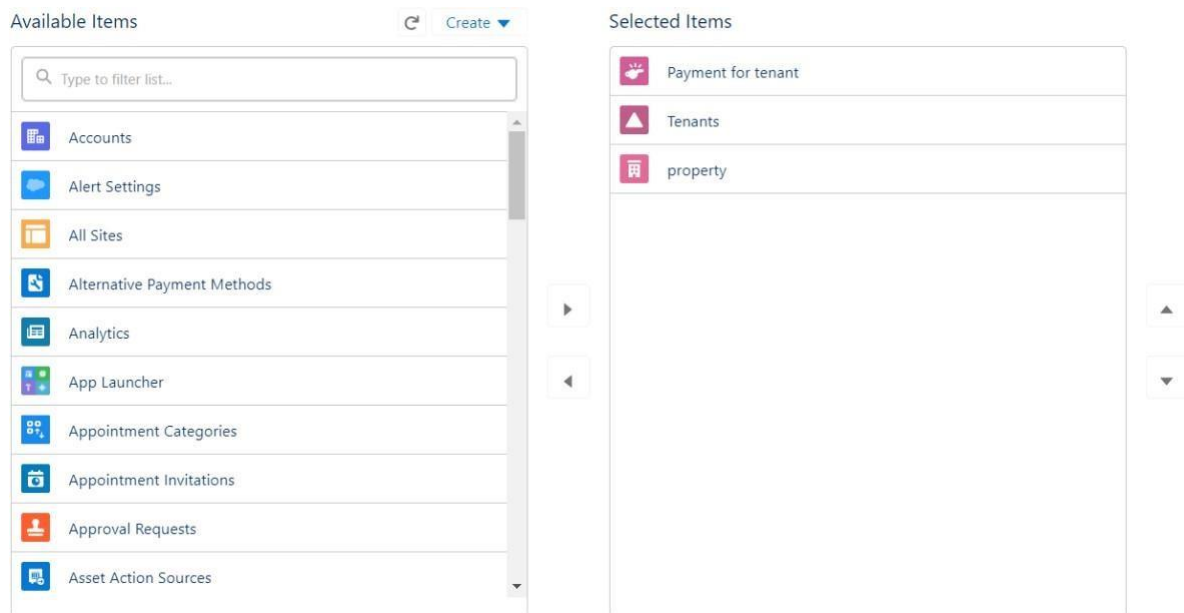 Available Items
Create
Type to filter list...
Accounts
Alert Settings
All Sites
Alternative Payment Methods
Analytics
App Launcher
Appointment Categories
Appointment Invitations
Approval Requests
Asset Action Sources
Selected Items
Payment for tenant
Tenants
property